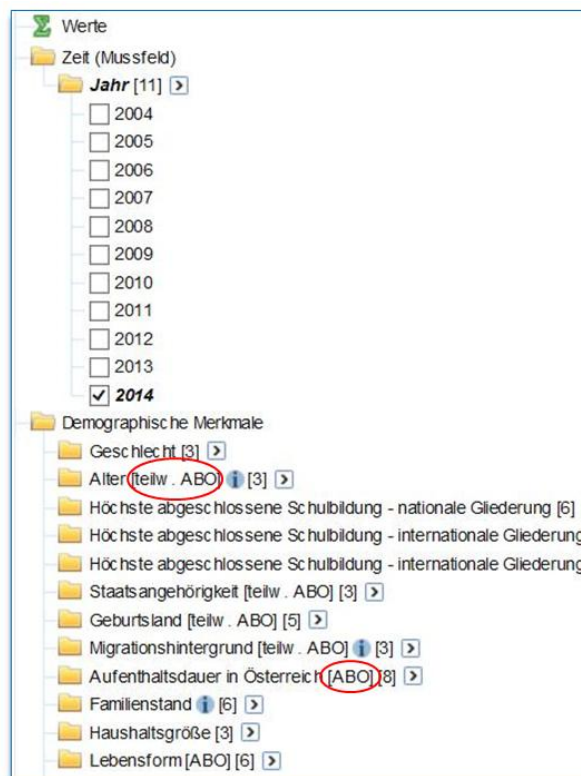 Werte
Zeit (Mussfeld)
Jahr [11]
2004
2005
2006
2007
2008
2009
2010
2011
2012
2013
2014
Demographische Merkmale
Geschlecht [3]
Alter [teilw. ABO] [3]
Höchste abgeschlossene Schulbildung - nationale Gliederung [6]
Höchste abgeschlossene Schulbildung - internationale Gliederung
Höchste abgeschlossene Schulbildung - internationale Gliederung
Staatsangehörigkeit [teilw. ABO] [3]
Geburtsland [teilw. ABO] [5]
Migrationshintergrund [teilw. ABO] [3]
Aufenthaltsdauer in Österreich [ABO] [8]
Familienstand [6]
Haushaltsgröße [3]
Lebensform [ABO] [6]